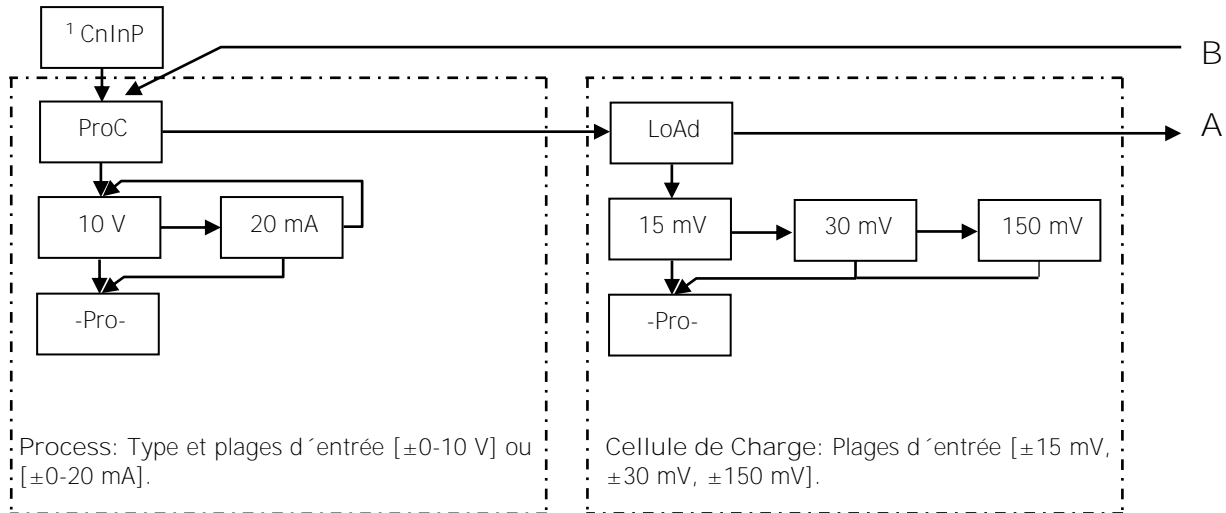 ¹ CnInP
B
ProC
LoAd
A
10 V
20 mA
15 mV
30 mV
150 mV
-Pro-
-Pro-
Process: Type et plages d´entrée [±0-10 V] ou
[±0-20 mA].
Cellule de Charge: Plages d´entrée [±15 mV,
±30 mV, ±150 mV].